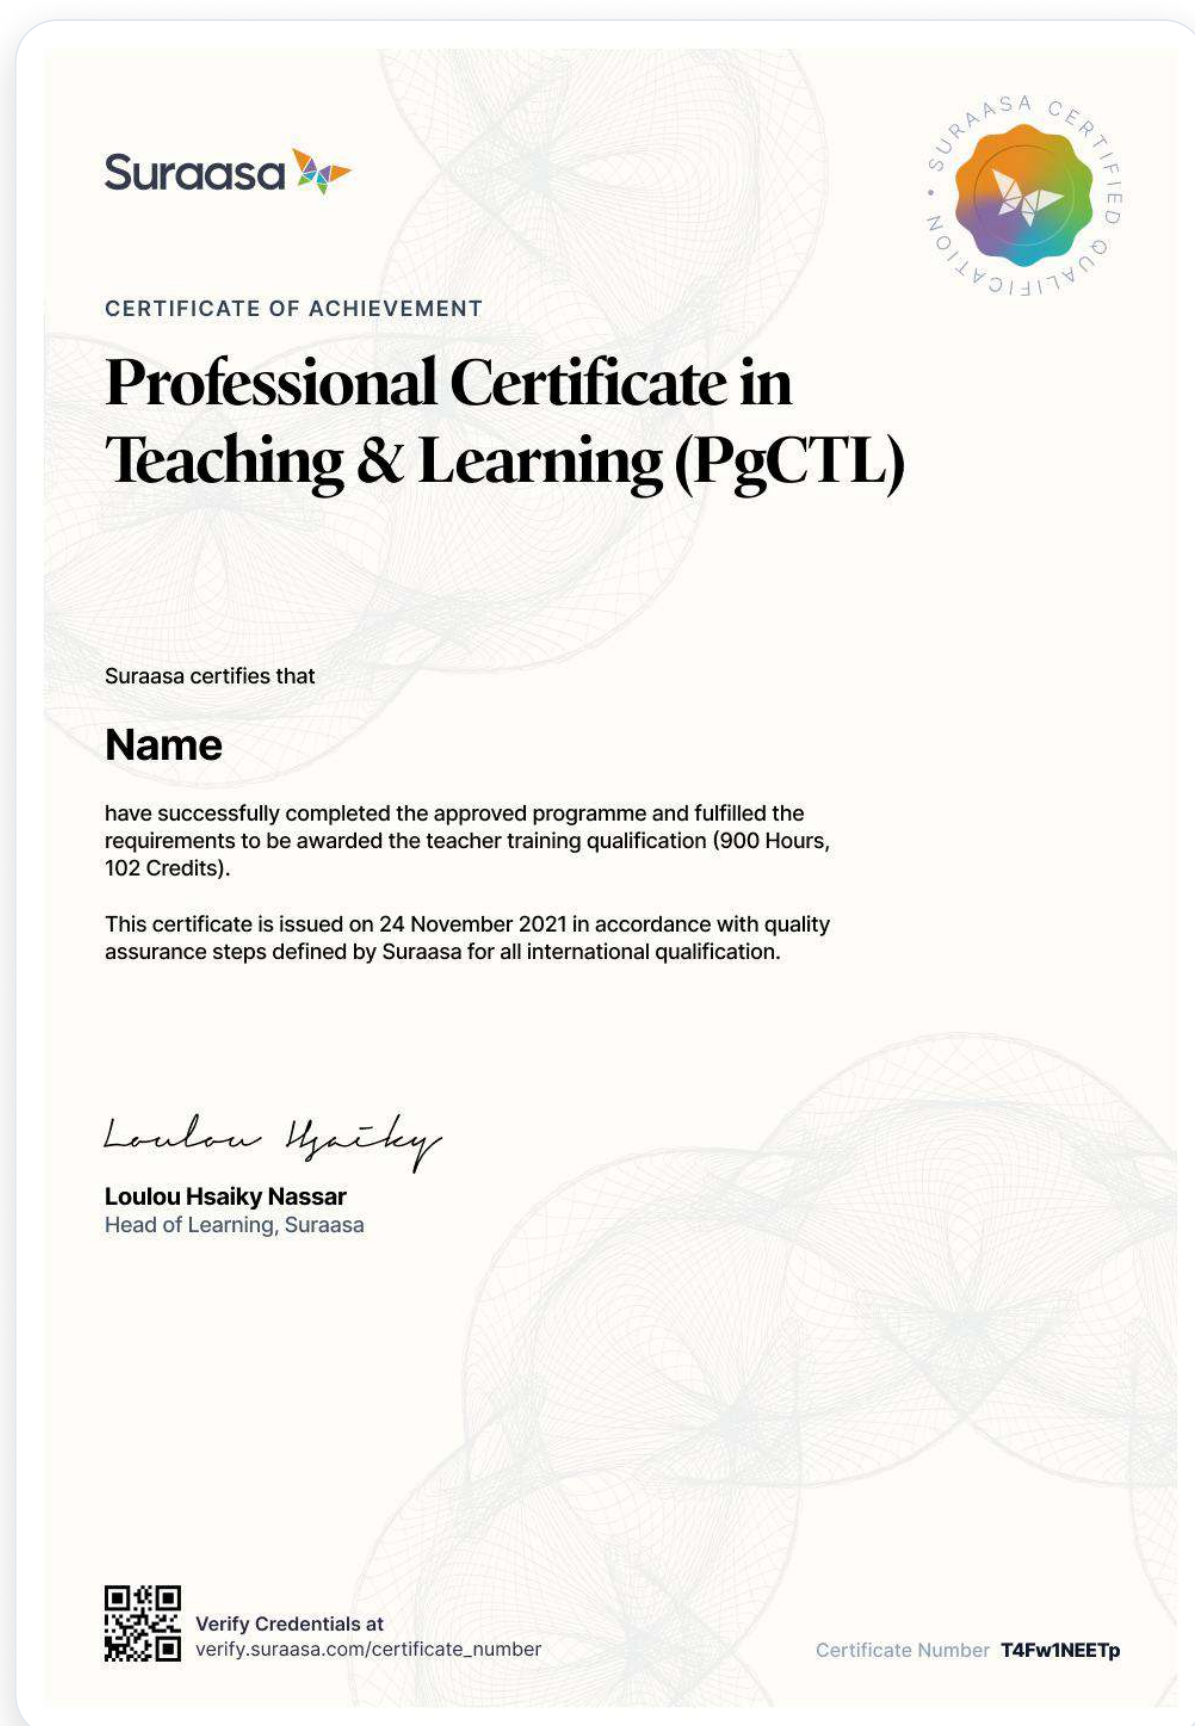 Suraasa
SURAASA CERTIFIED QUALIFICATION •
CERTIFICATE OF ACHIEVEMENT
Professional Certificate in
Teaching & Learning (PgCTL)
Suraasa certifies that
Name
have successfully completed the approved programme and fulfilled the
requirements to be awarded the teacher training qualification (900 Hours,
102 Credits).
This certificate is issued on 24 November 2021 in accordance with quality
assurance steps defined by Suraasa for all international qualification.
Loulou Hsaiky
Loulou Hsaiky Nassar
Head of Learning, Suraasa
Verify Credentials at
verify.suraasa.com/certificate_number
Certificate Number T4Fw1NEETp